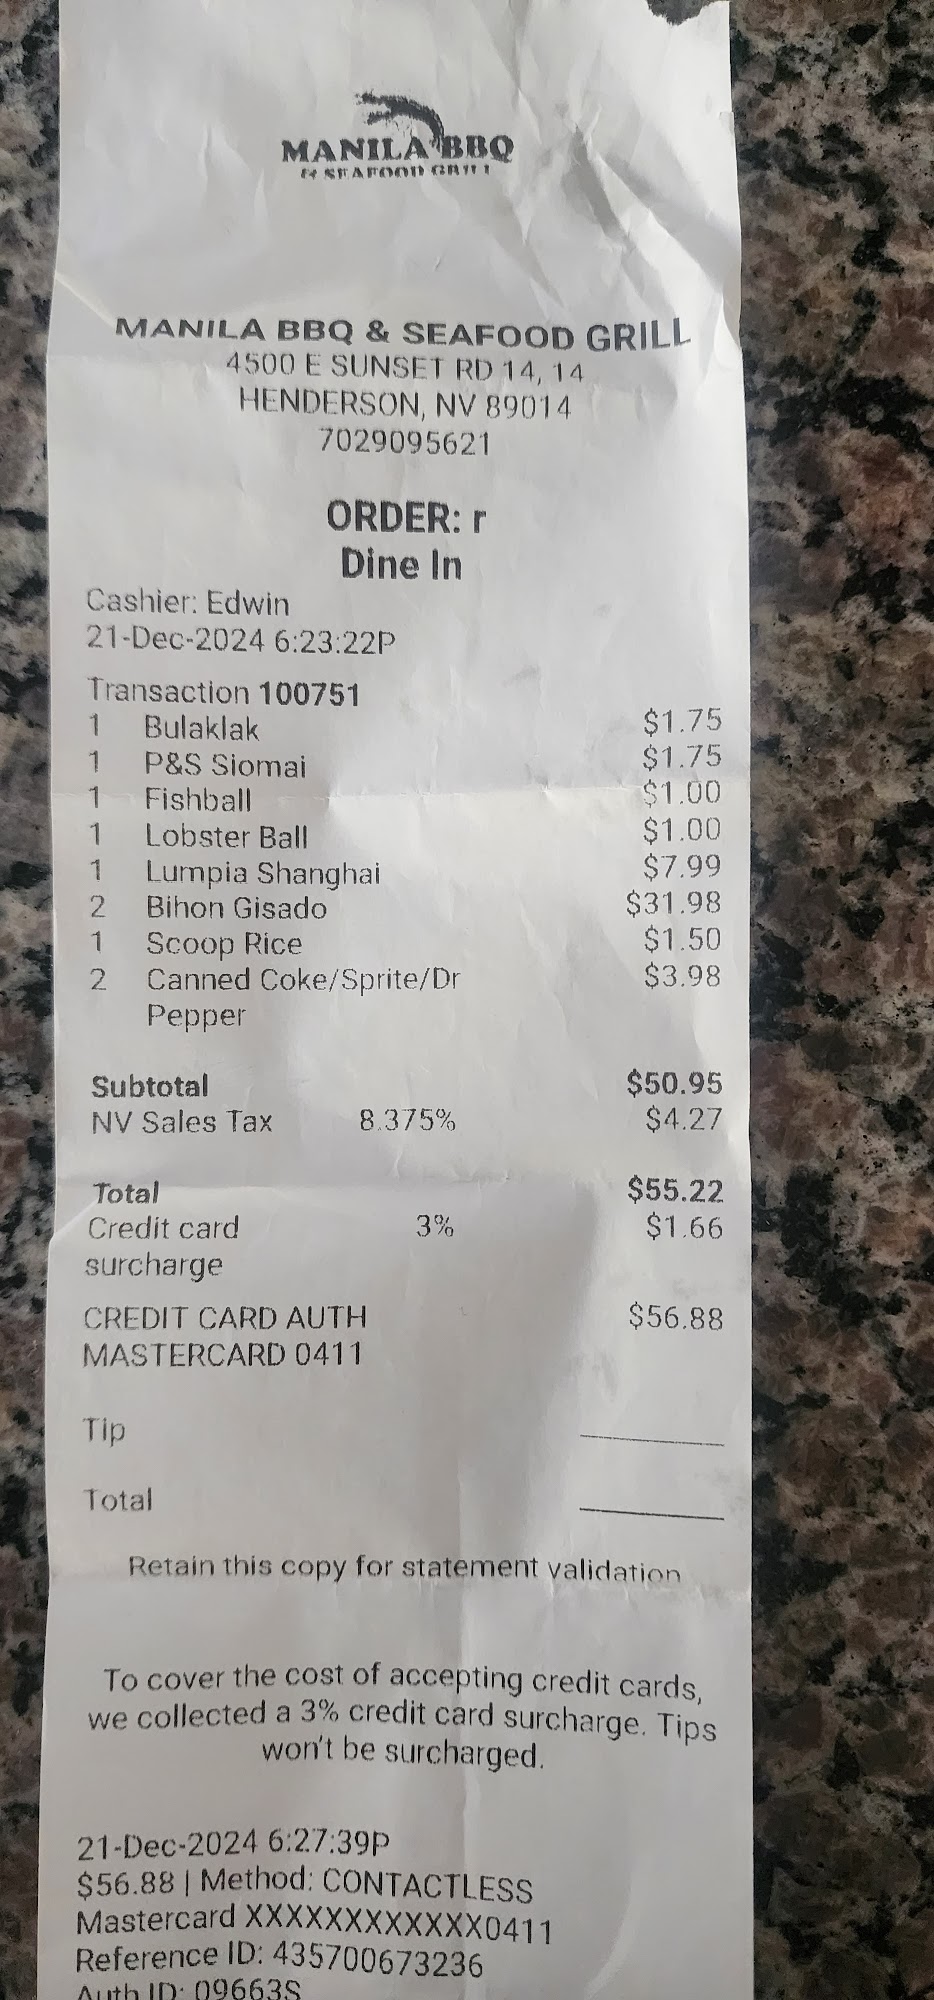 MANILA BBQ
& SEAFOOD GRILL
MANILA BBQ & SEAFOOD GRILL
4500 E SUNSET RD 14, 14
HENDERSON, NV 89014
7029095621
ORDER: r
Dine In
Cashier: Edwin
21-Dec-2024 6:23:22P
Transaction 100751
1 Bulaklak $1.75
1 P&S Siomai $1.75
1 Fishball $1.00
1 Lobster Ball $1.00
1 Lumpia Shanghai $7.99
2 Bihon Gisado $31.98
1 Scoop Rice $1.50
2 Canned Coke/Sprite/Dr $3.98
Pepper
Subtotal $50.95
NV Sales Tax 8.375% $4.27
Total $55.22
Credit card 3% $1.66
surcharge
CREDIT CARD AUTH $56.88
MASTERCARD 0411
Tip
Total
Retain this copy for statement validation
To cover the cost of accepting credit cards,
we collected a 3% credit card surcharge. Tips
won't be surcharged.
21-Dec-2024 6:27:39P
$56.88 | Method: CONTACTLESS
Mastercard XXXXXXXXXXXX0411
Reference ID: 435700673236
Auth ID: 09663S